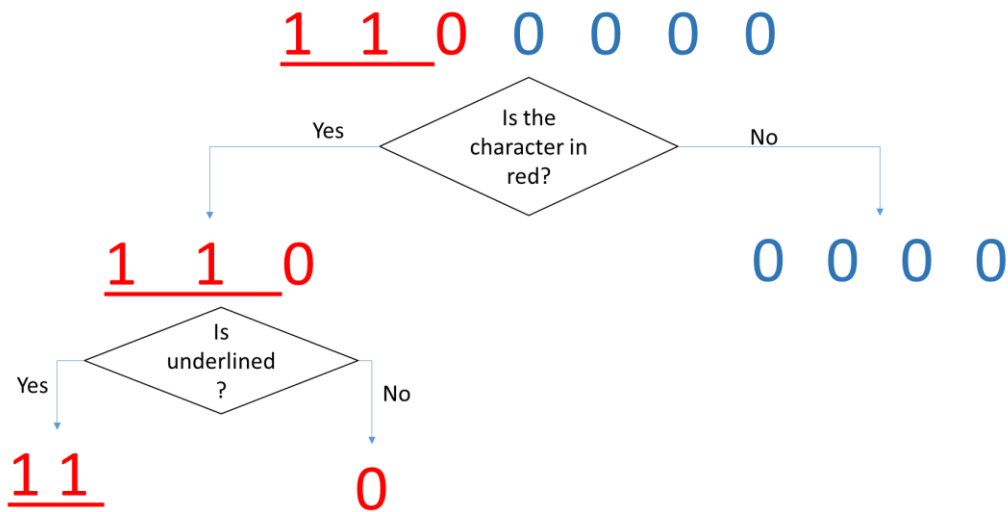 1 1 0 0 0 0 0
Is the
character in
red?
Yes
No
1 1 0
0 0 0 0
Is
underlined
?
Yes
No
1 1
0